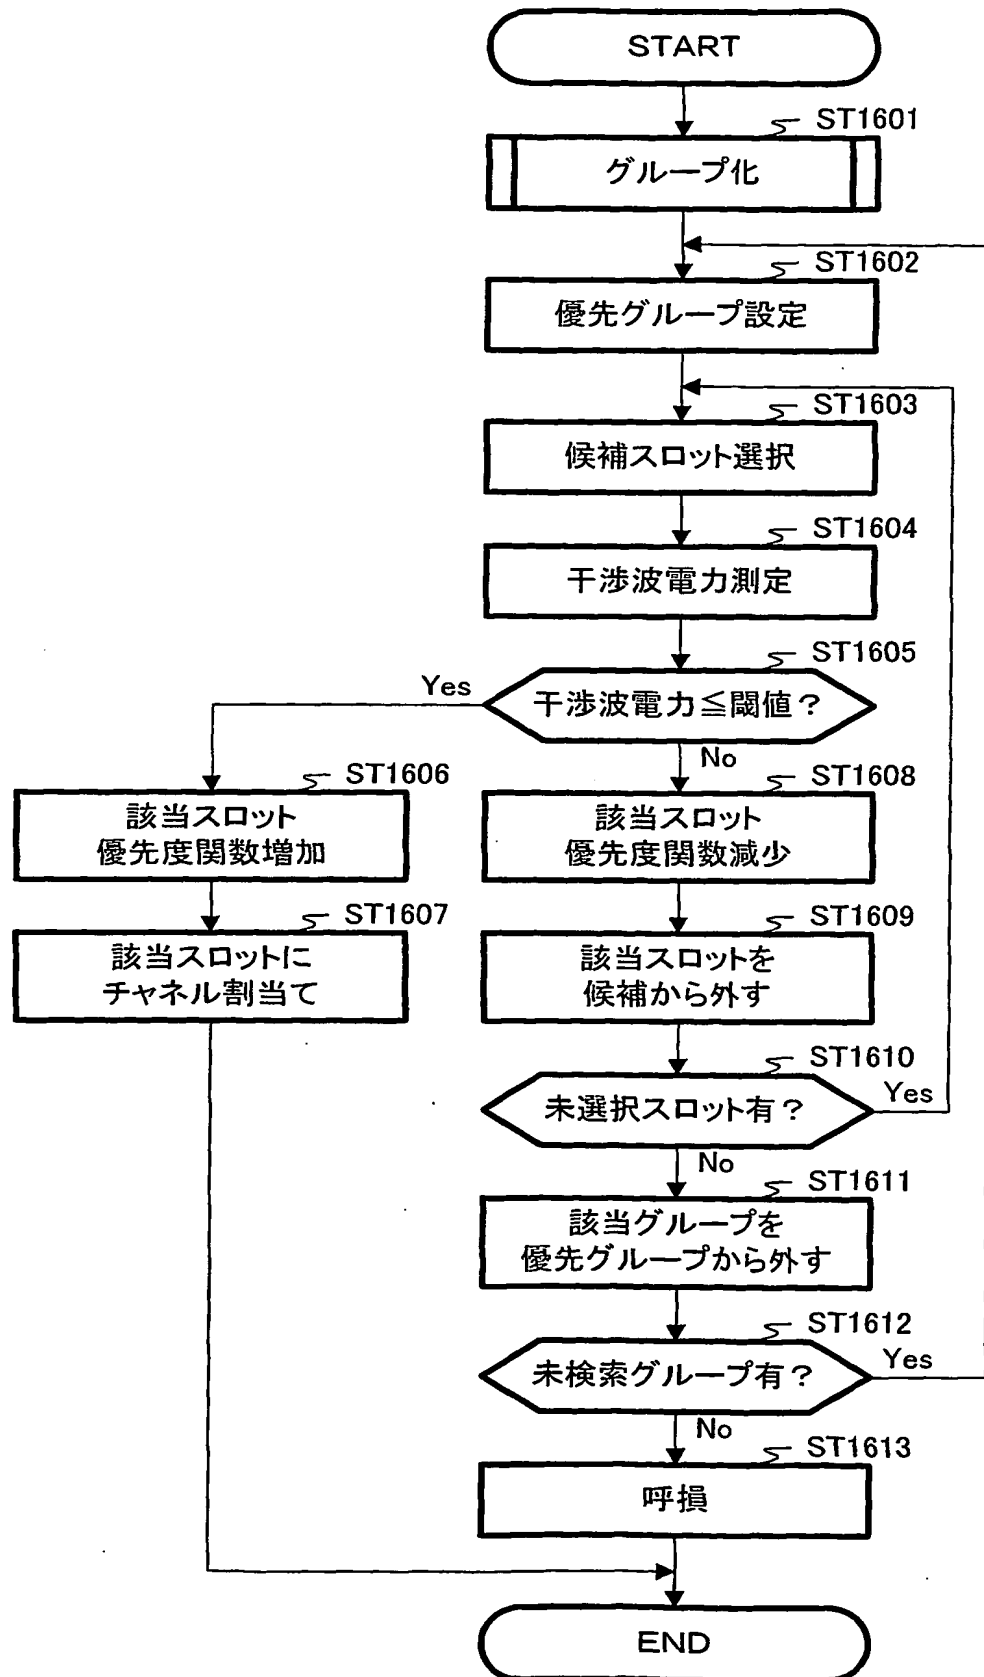 START
ST1601
グループ化
ST1602
優先グループ設定
ST1603
候補スロット選択
ST1604
干渉波電力測定
ST1605
干渉波電力≦閾値?
Yes
No
ST1606
該当スロット
優先度関数増加
ST1607
該当スロットに
チャネル割当て
ST1608
該当スロット
優先度関数減少
ST1609
該当スロットを
候補から外す
ST1610
未選択スロット有?
Yes
No
ST1611
該当グループを
優先グループから外す
ST1612
未検索グループ有?
Yes
No
ST1613
呼損
END